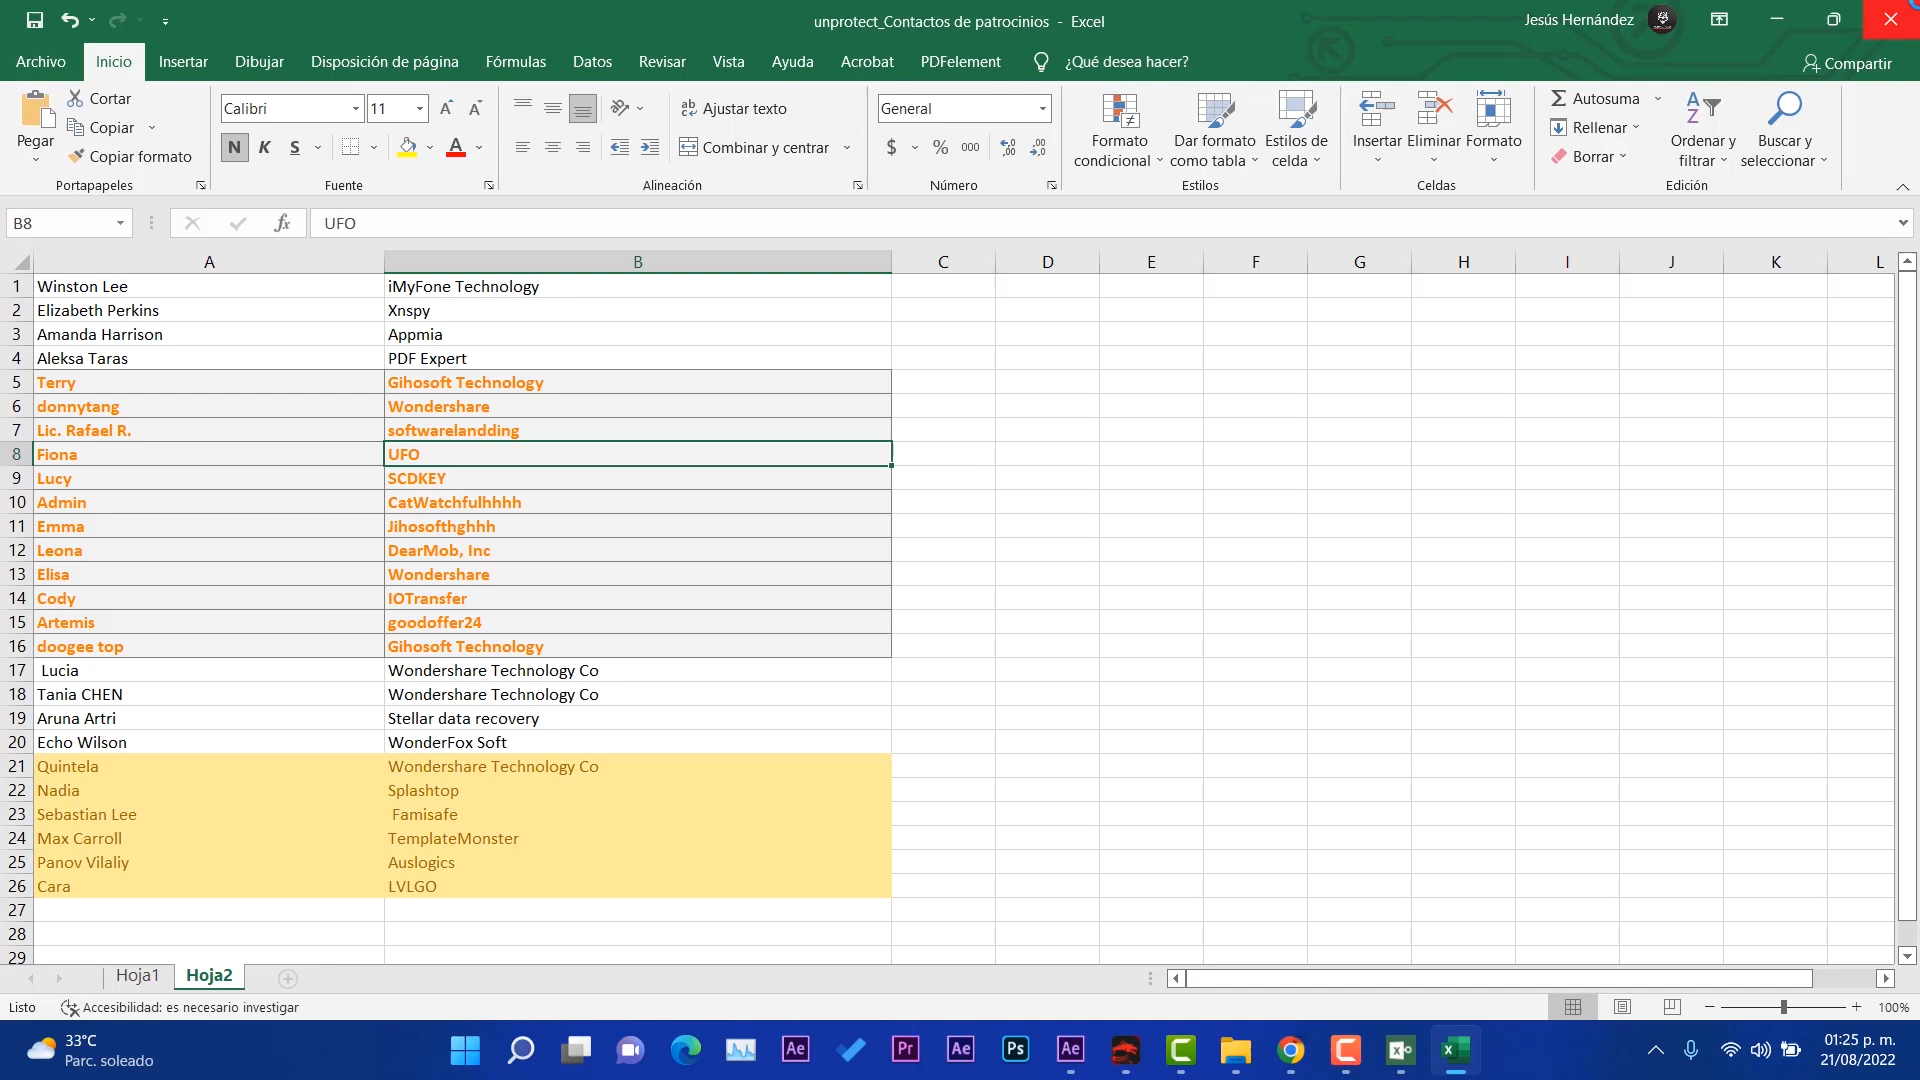 unprotect_Contactos de patrocinios - Excel
Jesús Hernández
Archivo Inicio Insertar Dibujar Disposición de página Fórmulas Datos Revisar Vista Ayuda Acrobat PDFelement ¿Qué desea hacer? Compartir
Pegar
Cortar
Copiar
Copiar formato
Portapapeles
Calibri 11
N K S
Fuente
Ajustar texto
Combinar y centrar
Alineación
General
$ % 000
Número
Formato condicional
Dar formato como tabla
Estilos de celda
Estilos
Insertar Eliminar Formato
Celdas
Autosuma
Rellenar
Borrar
Ordenar y filtrar
Buscar y seleccionar
Edición
B8 fx UFO
A B C D E F G H I J K L
1 Winston Lee iMyFone Technology
2 Elizabeth Perkins Xnspy
3 Amanda Harrison Appmia
4 Aleksa Taras PDF Expert
5 Terry Gihosoft Technology
6 donnytang Wondershare
7 Lic. Rafael R. softwarelandding
8 Fiona UFO
9 Lucy SCDKEY
10 Admin CatWatchfulhhhh
11 Emma Jihosofthghhh
12 Leona DearMob, Inc
13 Elisa Wondershare
14 Cody IOTransfer
15 Artemis goodoffer24
16 doogee top Gihosoft Technology
17 Lucia Wondershare Technology Co
18 Tania CHEN Wondershare Technology Co
19 Aruna Artri Stellar data recovery
20 Echo Wilson WonderFox Soft
21 Quintela Wondershare Technology Co
22 Nadia Splashtop
23 Sebastian Lee Famisafe
24 Max Carroll TemplateMonster
25 Panov Vilaliy Auslogics
26 Cara LVLGO
27
28
29
Hoja1 Hoja2
Listo Accesibilidad: es necesario investigar 100%
33°C
Parc. soleado
Ae Pr Ae Ps Ae
01:25 p. m.
21/08/2022